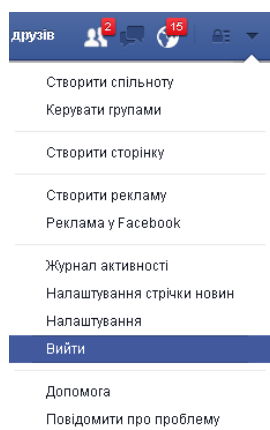 друзів 2 15
Створити спільноту
Керувати групами
Створити сторінку
Створити рекламу
Реклама у Facebook
Журнал активності
Налаштування стрічки новин
Налаштування
Вийти
Допомога
Повідомити про проблему